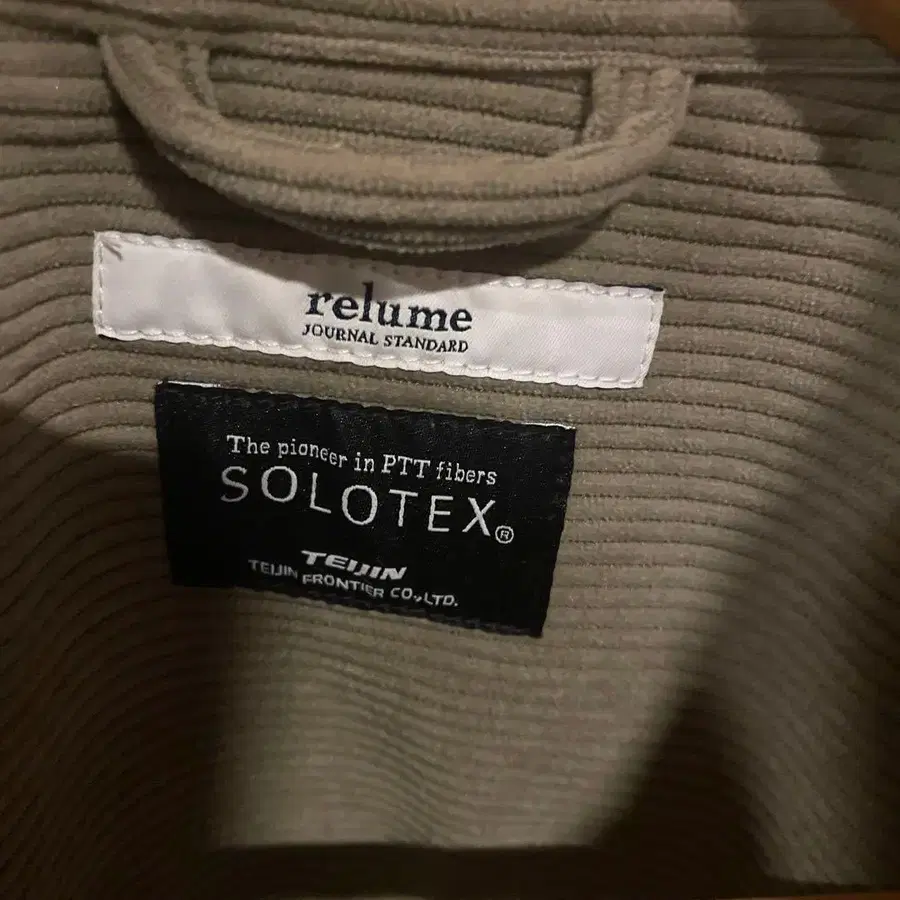 relume
JOURNAL STANDARD
The pioneer in PTT fibers
SOLOTEX®
TEIJIN
TEIJIN FRONTIER CO.,LTD.